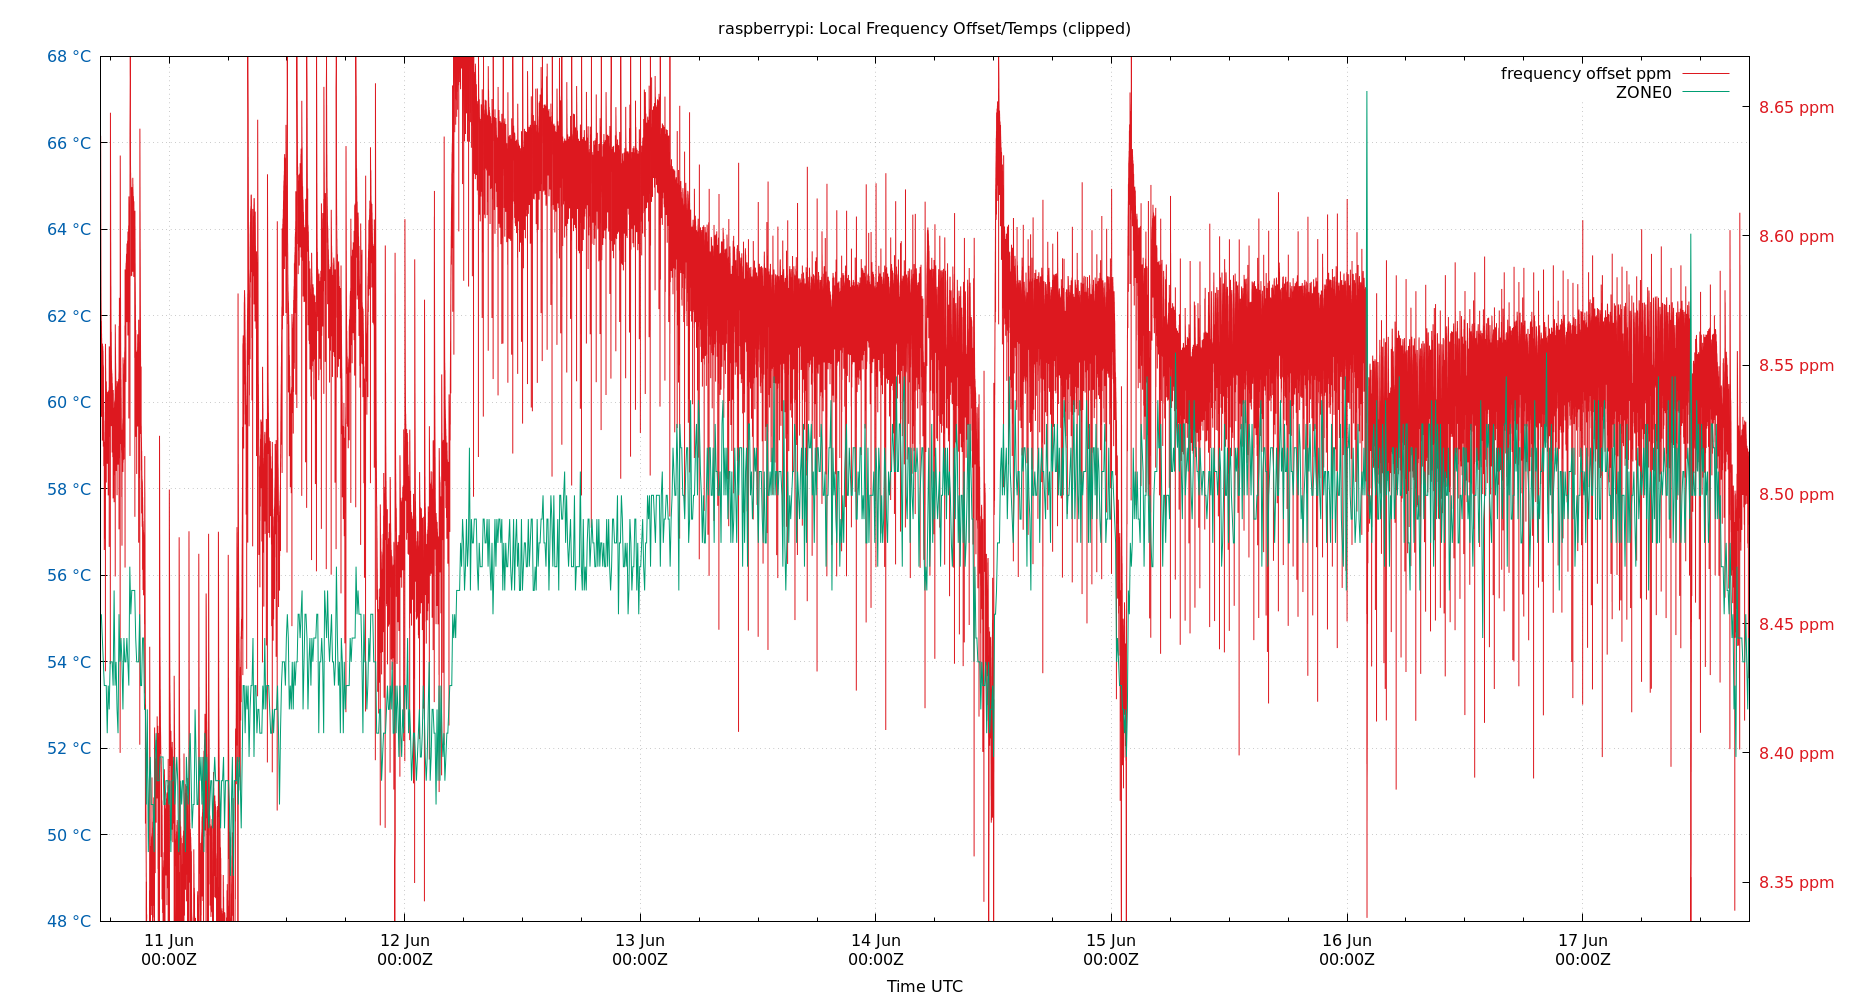 raspberrypi: Local Frequency Offset/Temps (clipped)
68 °C
66 °C
64 °C
62 °C
60 °C
58 °C
56 °C
54 °C
52 °C
50 °C
48 °C
frequency offset ppm
ZONE0
8.65 ppm
8.60 ppm
8.55 ppm
8.50 ppm
8.45 ppm
8.40 ppm
8.35 ppm
11 Jun
00:00Z
12 Jun
00:00Z
13 Jun
00:00Z
14 Jun
00:00Z
15 Jun
00:00Z
16 Jun
00:00Z
17 Jun
00:00Z
Time UTC